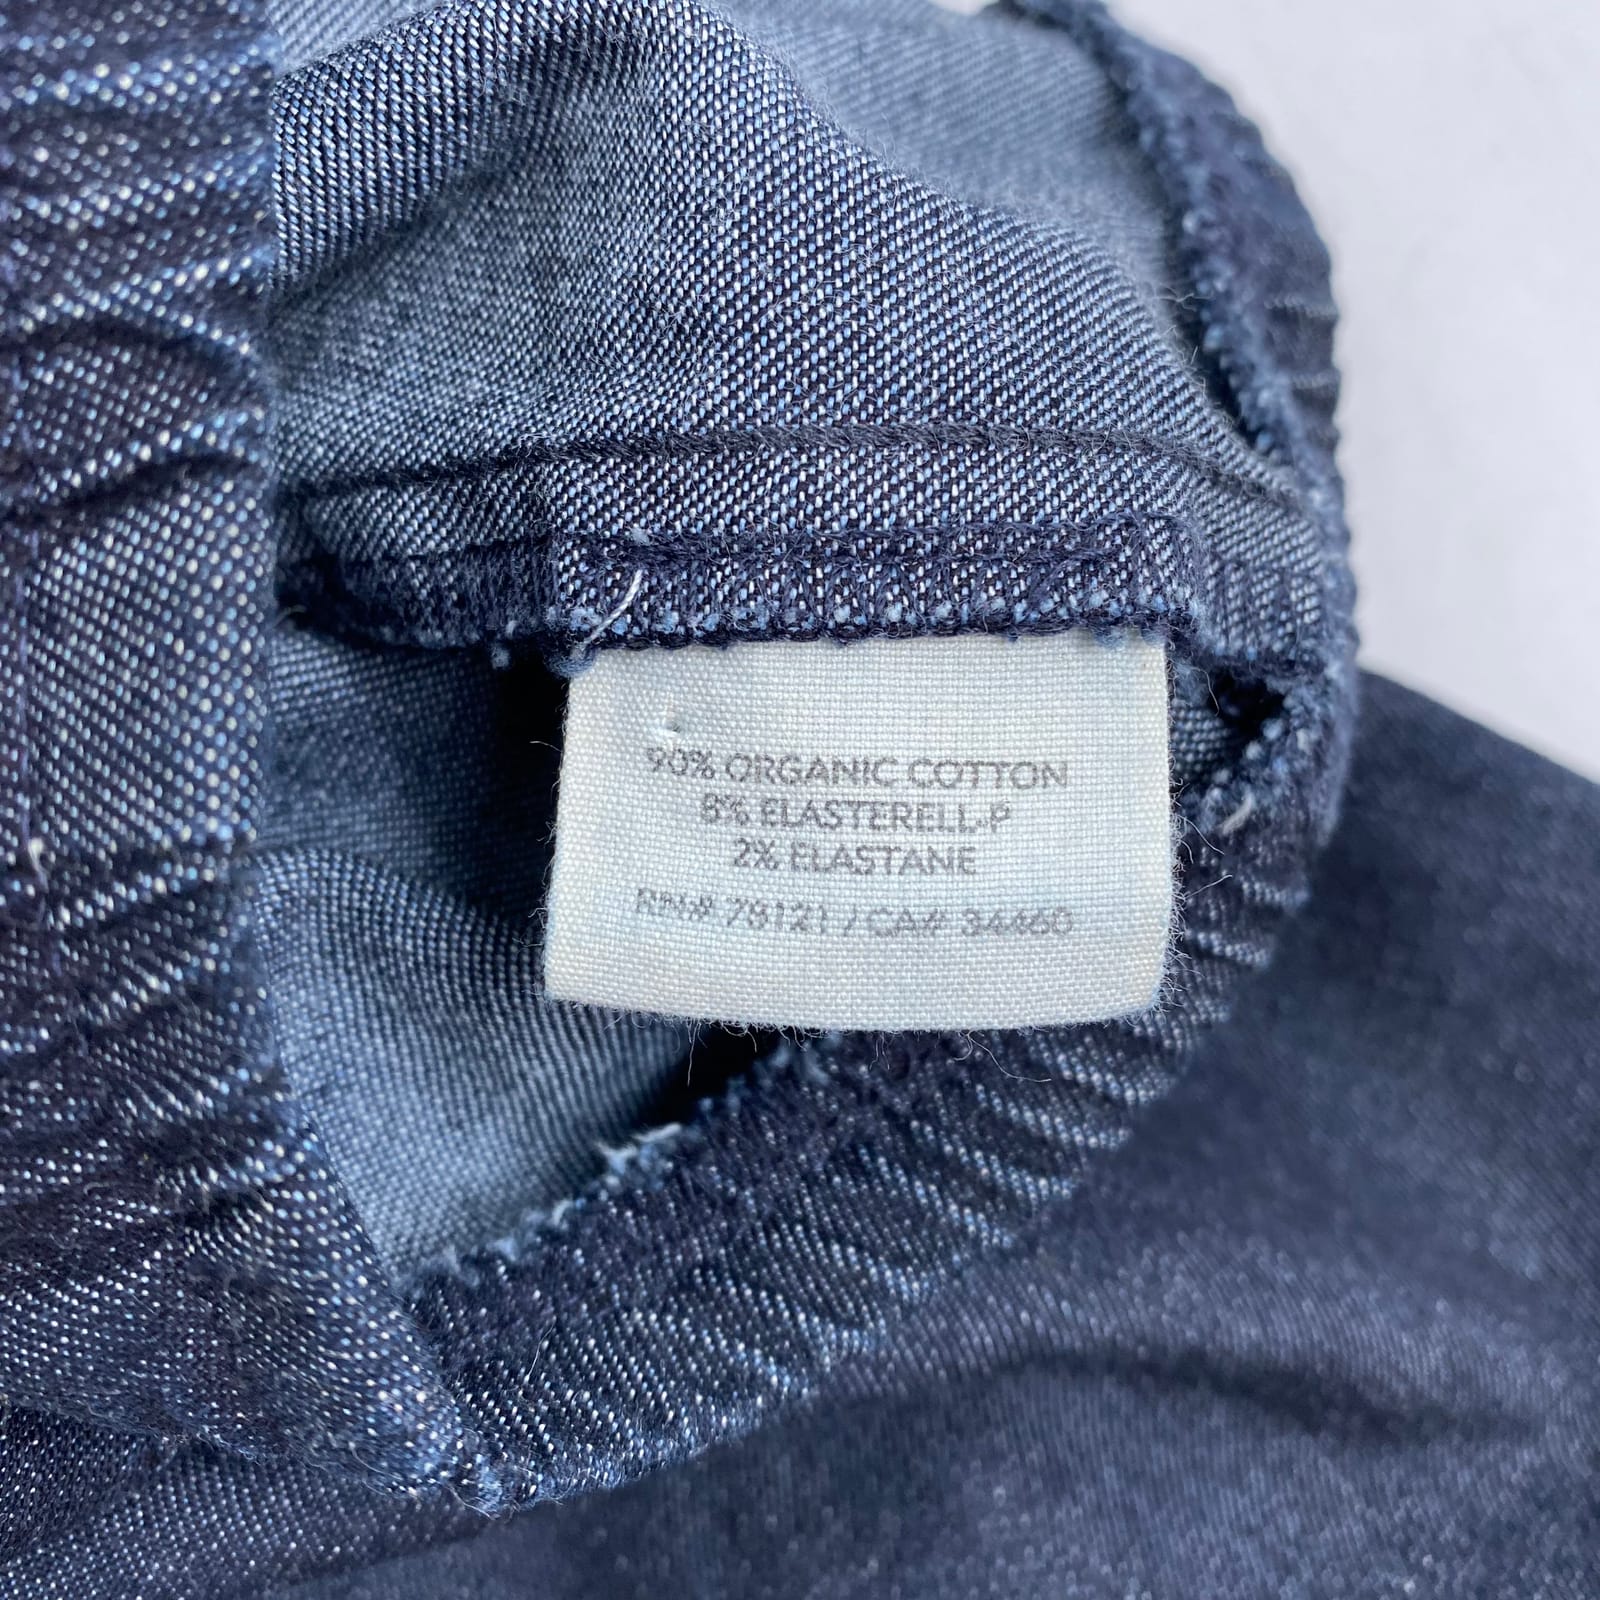 90% ORGANIC COTTON
8% ELASTERELL-P
2% ELASTANE
RN# 78121 / CA# 34460